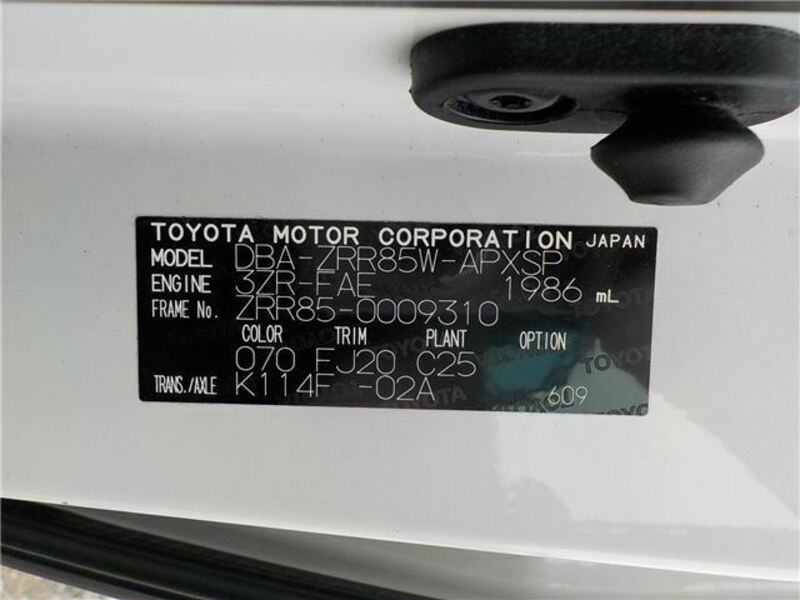 TOYOTA MOTOR CORPORATION JAPAN
MODEL DBA-ZRR85W-APXSP
ENGINE 3ZR-FAE 1986 mL
FRAME No. ZRR85-0009310
COLOR TRIM PLANT OPTION
070 FJ20 C25
TRANS./AXLE K114F -02A 609